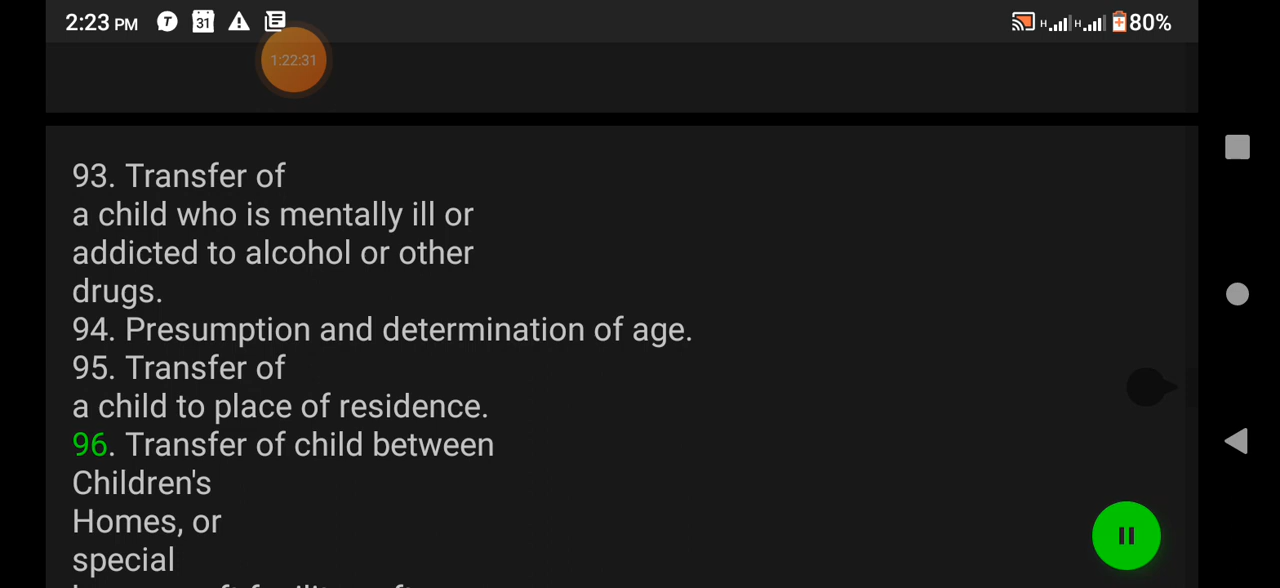 2:23 PM T 31 H H 80%
1:22:31
93. Transfer of
a child who is mentally ill or
addicted to alcohol or other
drugs.
94. Presumption and determination of age.
95. Transfer of
a child to place of residence.
96. Transfer of child between
Children's
Homes, or
special